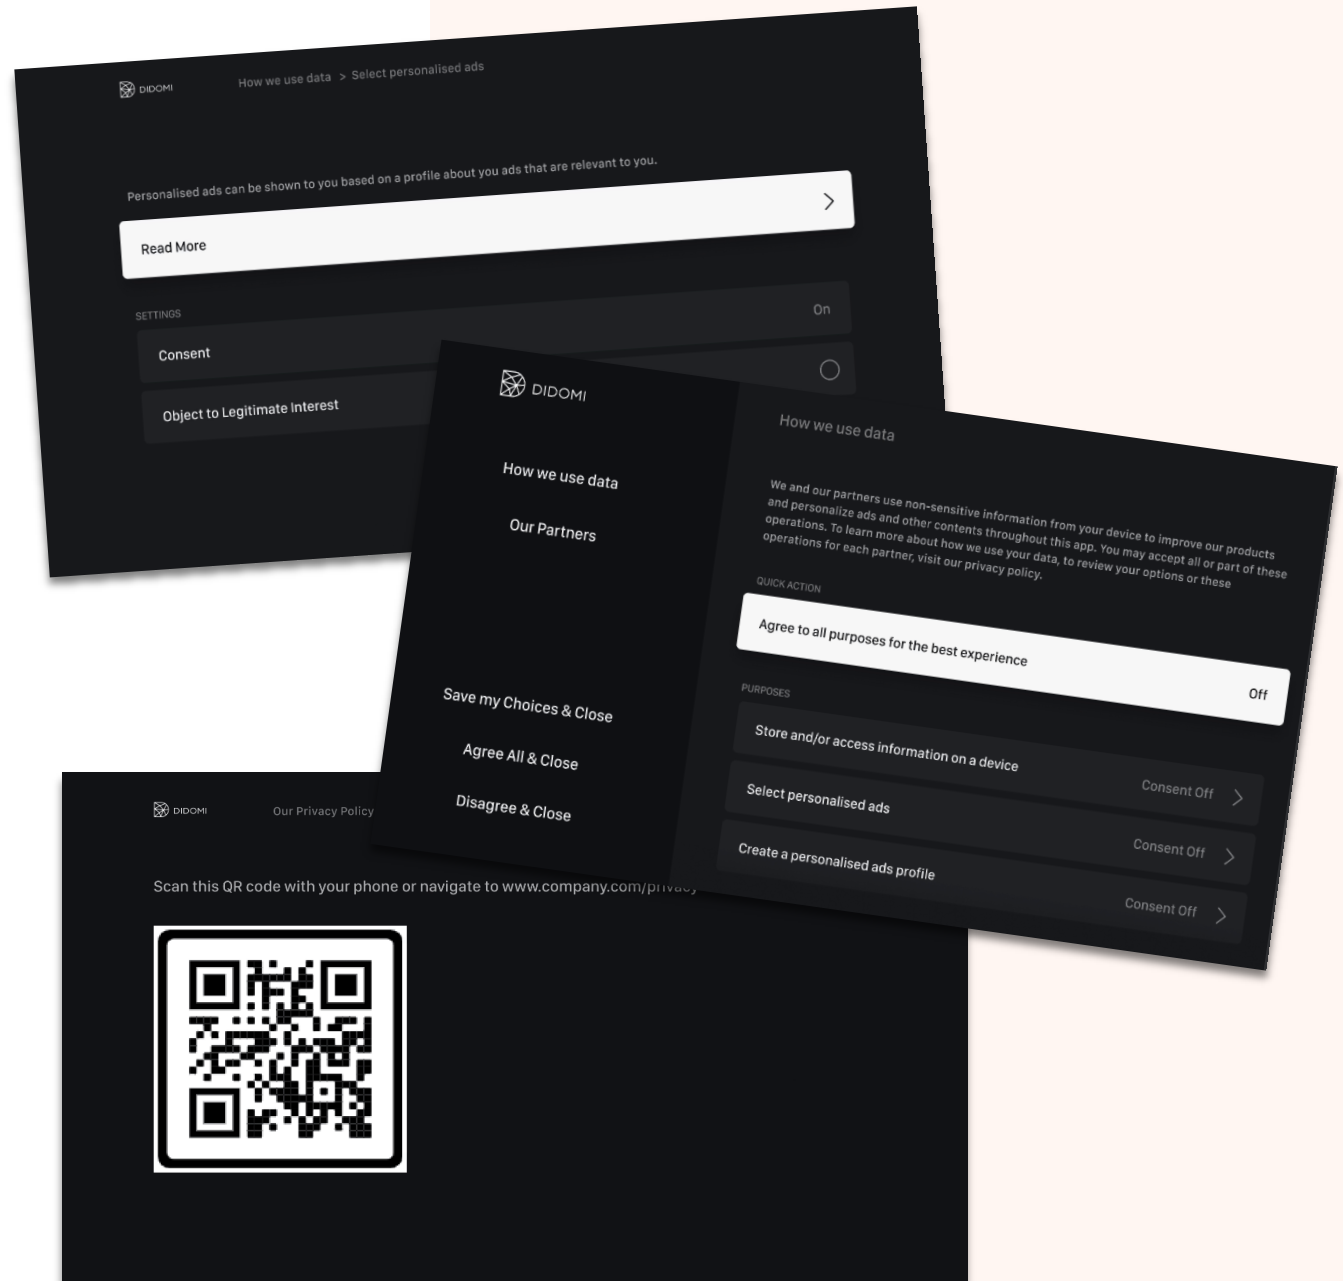 DIDOMI
How we use data > Select personalised ads
Personalised ads can be shown to you based on a profile about you ads that are relevant to you.
Read More
SETTINGS
Consent
On
Object to Legitimate Interest
DIDOMI
How we use data
Our Partners
Save my Choices & Close
Agree All & Close
Disagree & Close
How we use data
We and our partners use non-sensitive information from your device to improve our products
and personalize ads and other contents throughout this app. You may accept all or part of these
operations. To learn more about how we use your data, to review your options or these
operations for each partner, visit our privacy policy.
QUICK ACTION
Agree to all purposes for the best experience
Off
PURPOSES
Store and/or access information on a device
Consent Off
Select personalised ads
Consent Off
Create a personalised ads profile
Consent Off
DIDOMI
Our Privacy Policy
Scan this QR code with your phone or navigate to www.company.com/privacy